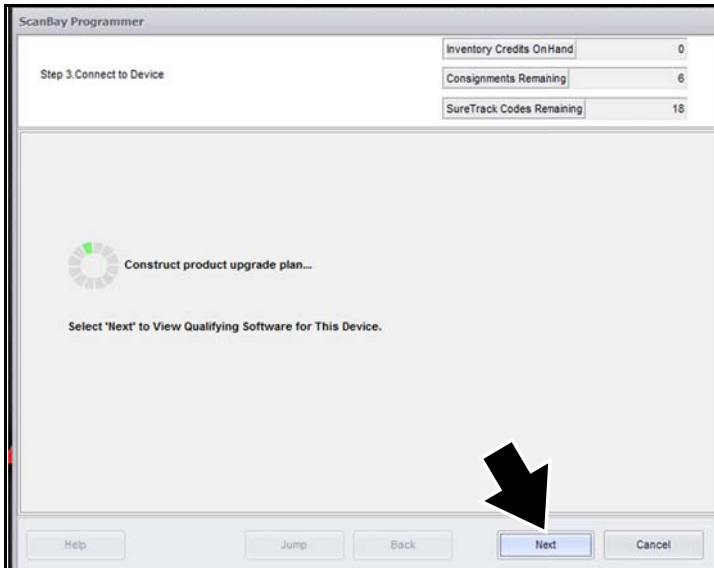 ScanBay Programmer
Step 3.Connect to Device
Inventory Credits OnHand 0
Consignments Remaining 6
SureTrack Codes Remaining 18
Construct product upgrade plan...
Select 'Next' to View Qualifying Software for This Device.
Help Jump Back Next Cancel